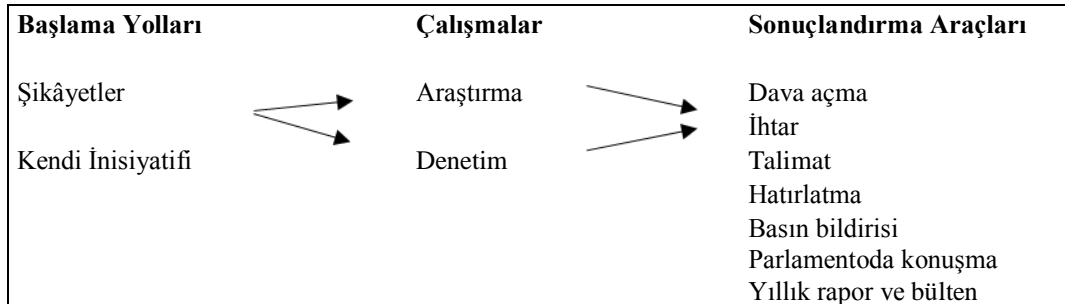 Başlama Yolları Çalışmalar Sonuçlandırma Araçları
Şikâyetler Araştırma Dava açma
İhtar
Kendi İnisiyatifi Denetim Talimat
Hatırlatma
Basın bildirisi
Parlamentoda konuşma
Yıllık rapor ve bülten